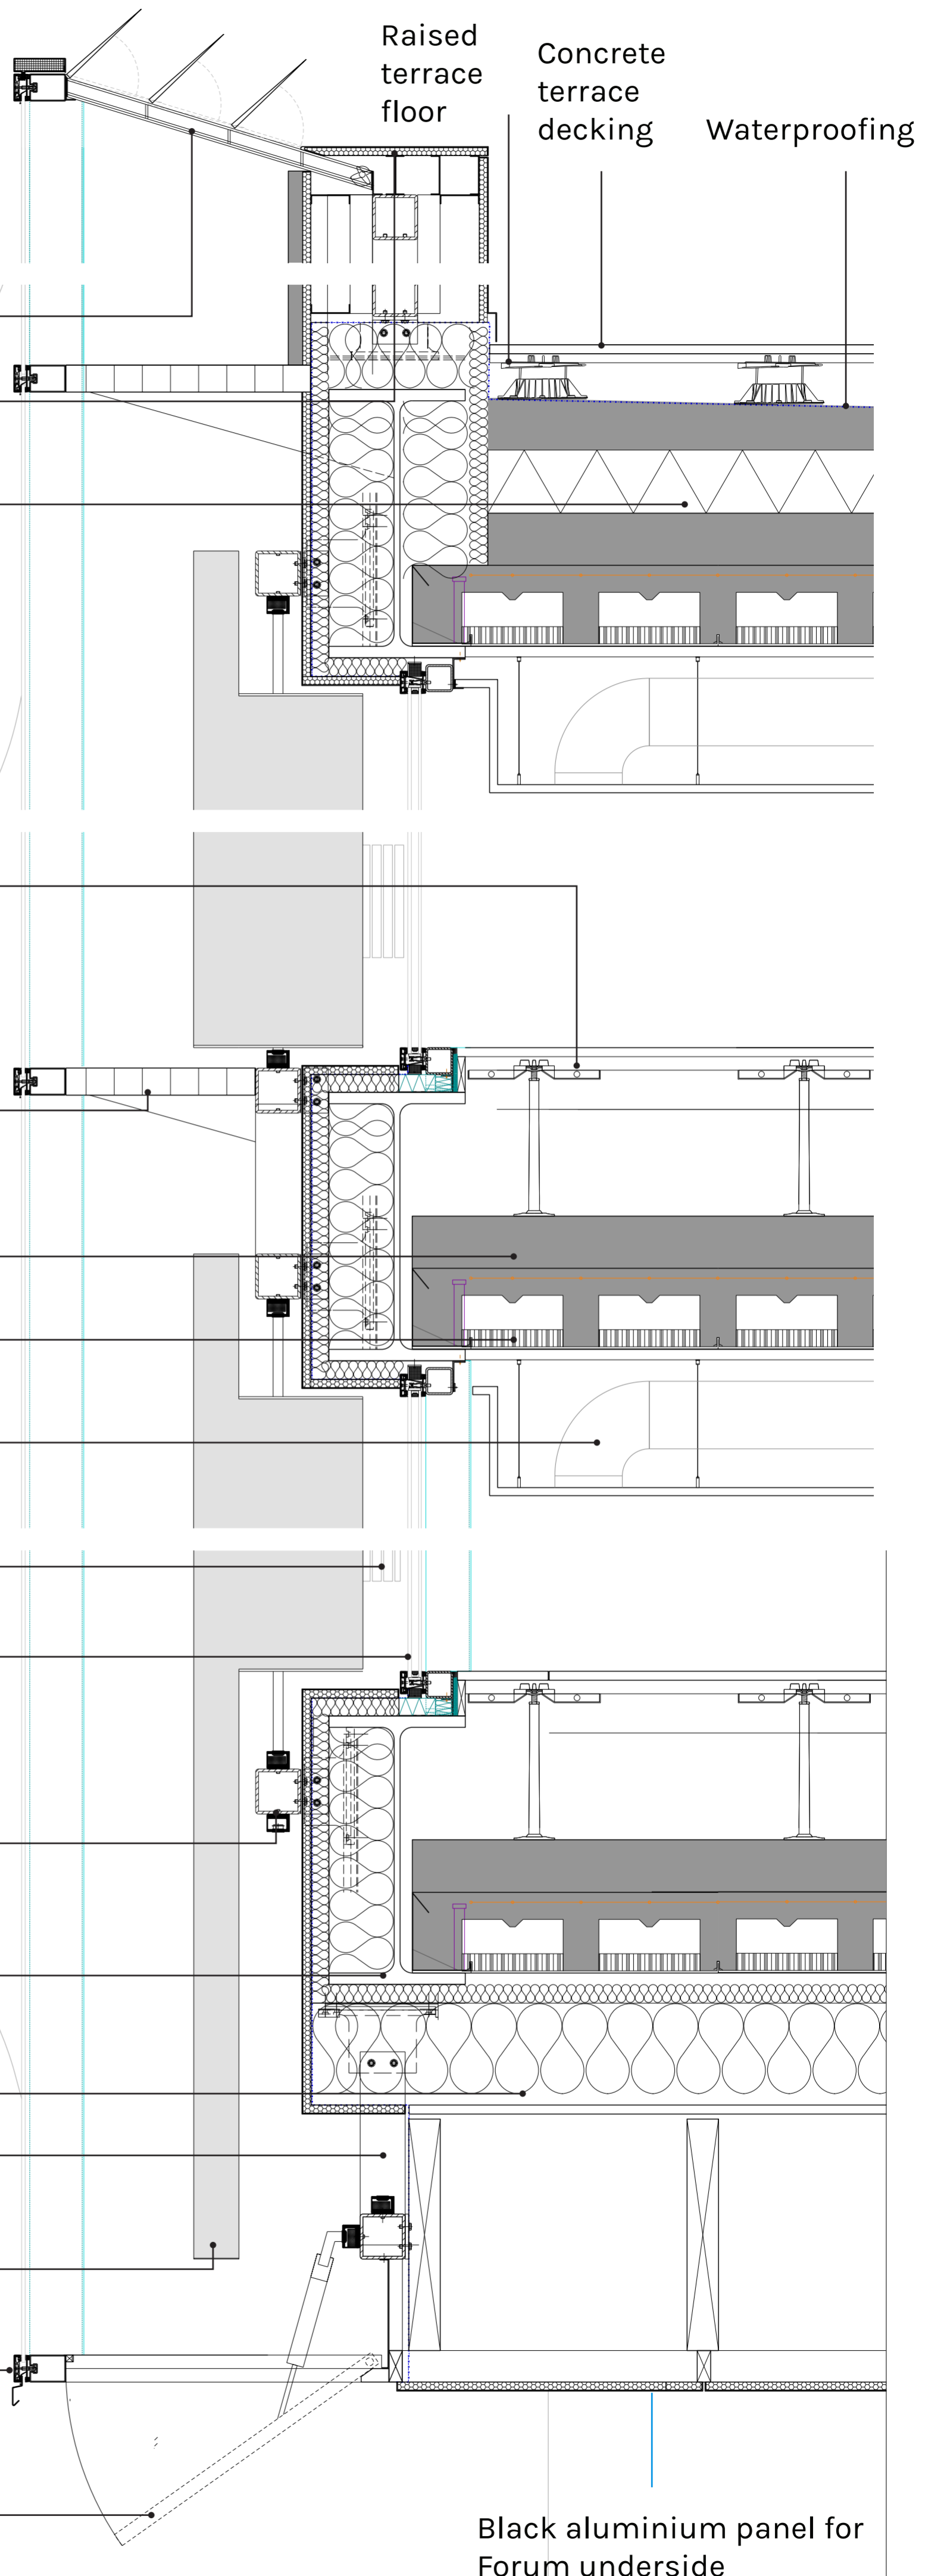 Raised
terrace
floor
Concrete
terrace
decking
Waterproofing
Black aluminium panel for
Forum underside